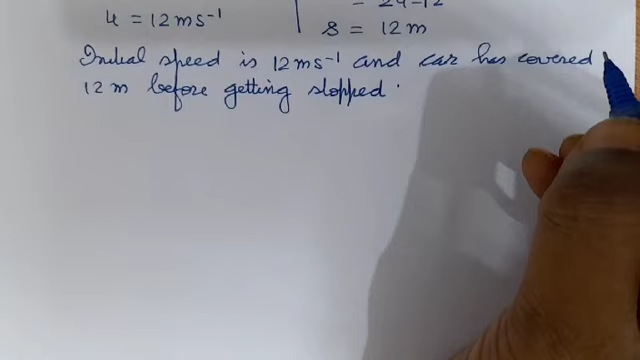 = 24-12
u = 12 ms⁻¹
s = 12 m
Initial speed is 12 ms⁻¹ and car has covered
12 m before getting stopped.